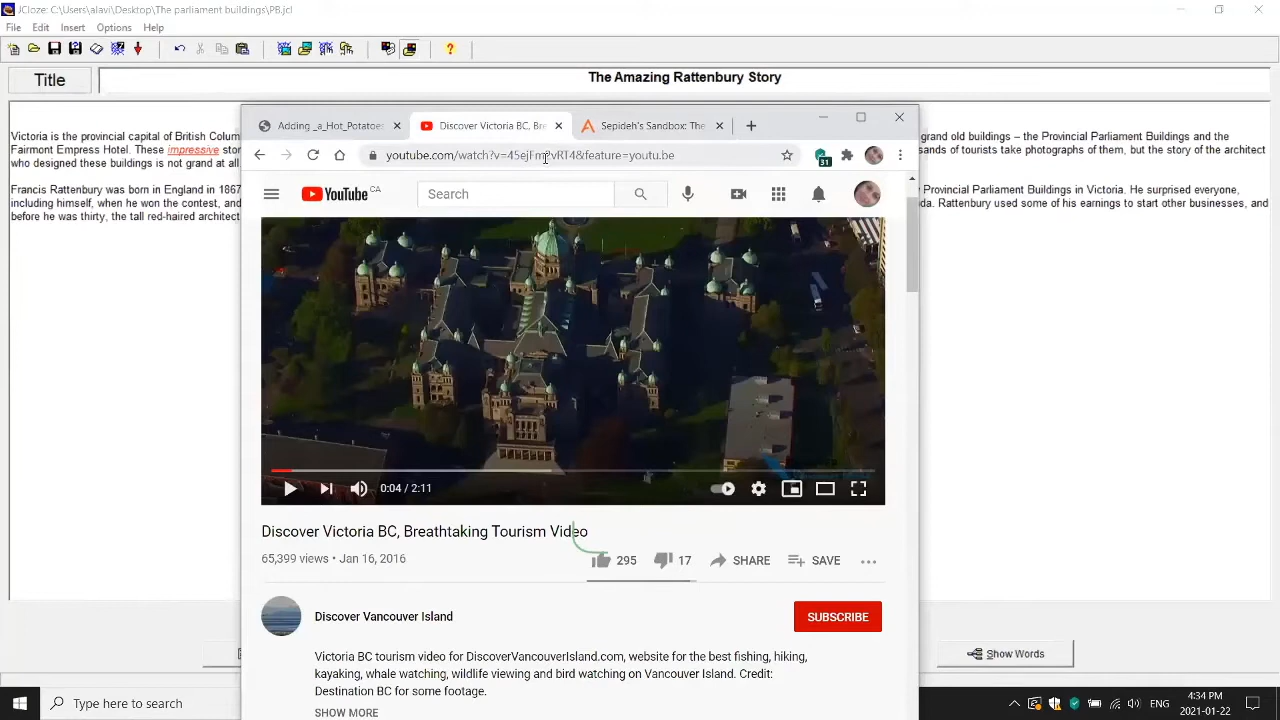 JCloze: C:\Users\alavi\Desktop\The parliament buildings\PB.jcl
File Edit Insert Options Help
Title
The Amazing Rattenbury Story
Victoria is the provincial capital of British Colum
grand old buildings – the Provincial Parliament Buildings and the
Fairmont Empress Hotel. These impressive stor
sands of tourists take photographs of them, but the story of the architect
who designed these buildings is not grand at all
Francis Rattenbury was born in England in 1867
Provincial Parliament Buildings in Victoria. He surprised everyone,
including himself, when he won the contest, and
da. Rattenbury used some of his earnings to start other businesses, and
before he was thirty, the tall red-haired architect
Adding _a_Hot_Potatoes
Discover Victoria BC, Bre
Sepideh's Sandbox: The
youtube.com/watch?v=45ejFm vRT4&feature=youtu.be
31
YouTube CA
Search
0:04 / 2:11
Discover Victoria BC, Breathtaking Tourism Video
65,399 views • Jan 16, 2016
295 17 SHARE SAVE
Discover Vancouver Island
SUBSCRIBE
Victoria BC tourism video for DiscoverVancouverIsland.com, website for the best fishing, hiking,
kayaking, whale watching, wildlife viewing and bird watching on Vancouver Island. Credit:
Destination BC for some footage.
SHOW MORE
Show Words
Type here to search
ENG
4:34 PM
2021-01-22